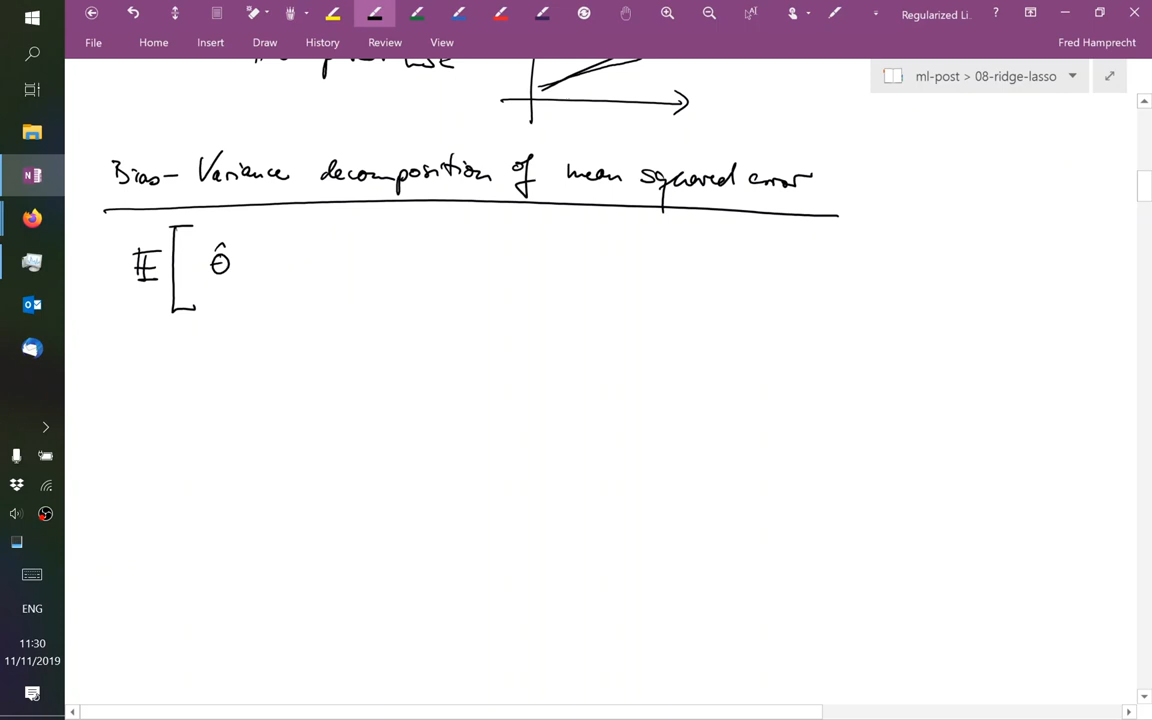 Regularized Li...
File Home Insert Draw History Review View
Fred Hamprecht
ml-post > 08-ridge-lasso
Bias-Variance decomposition of mean squared error
𝔼 [ θ̂
ENG
11:30
11/11/2019